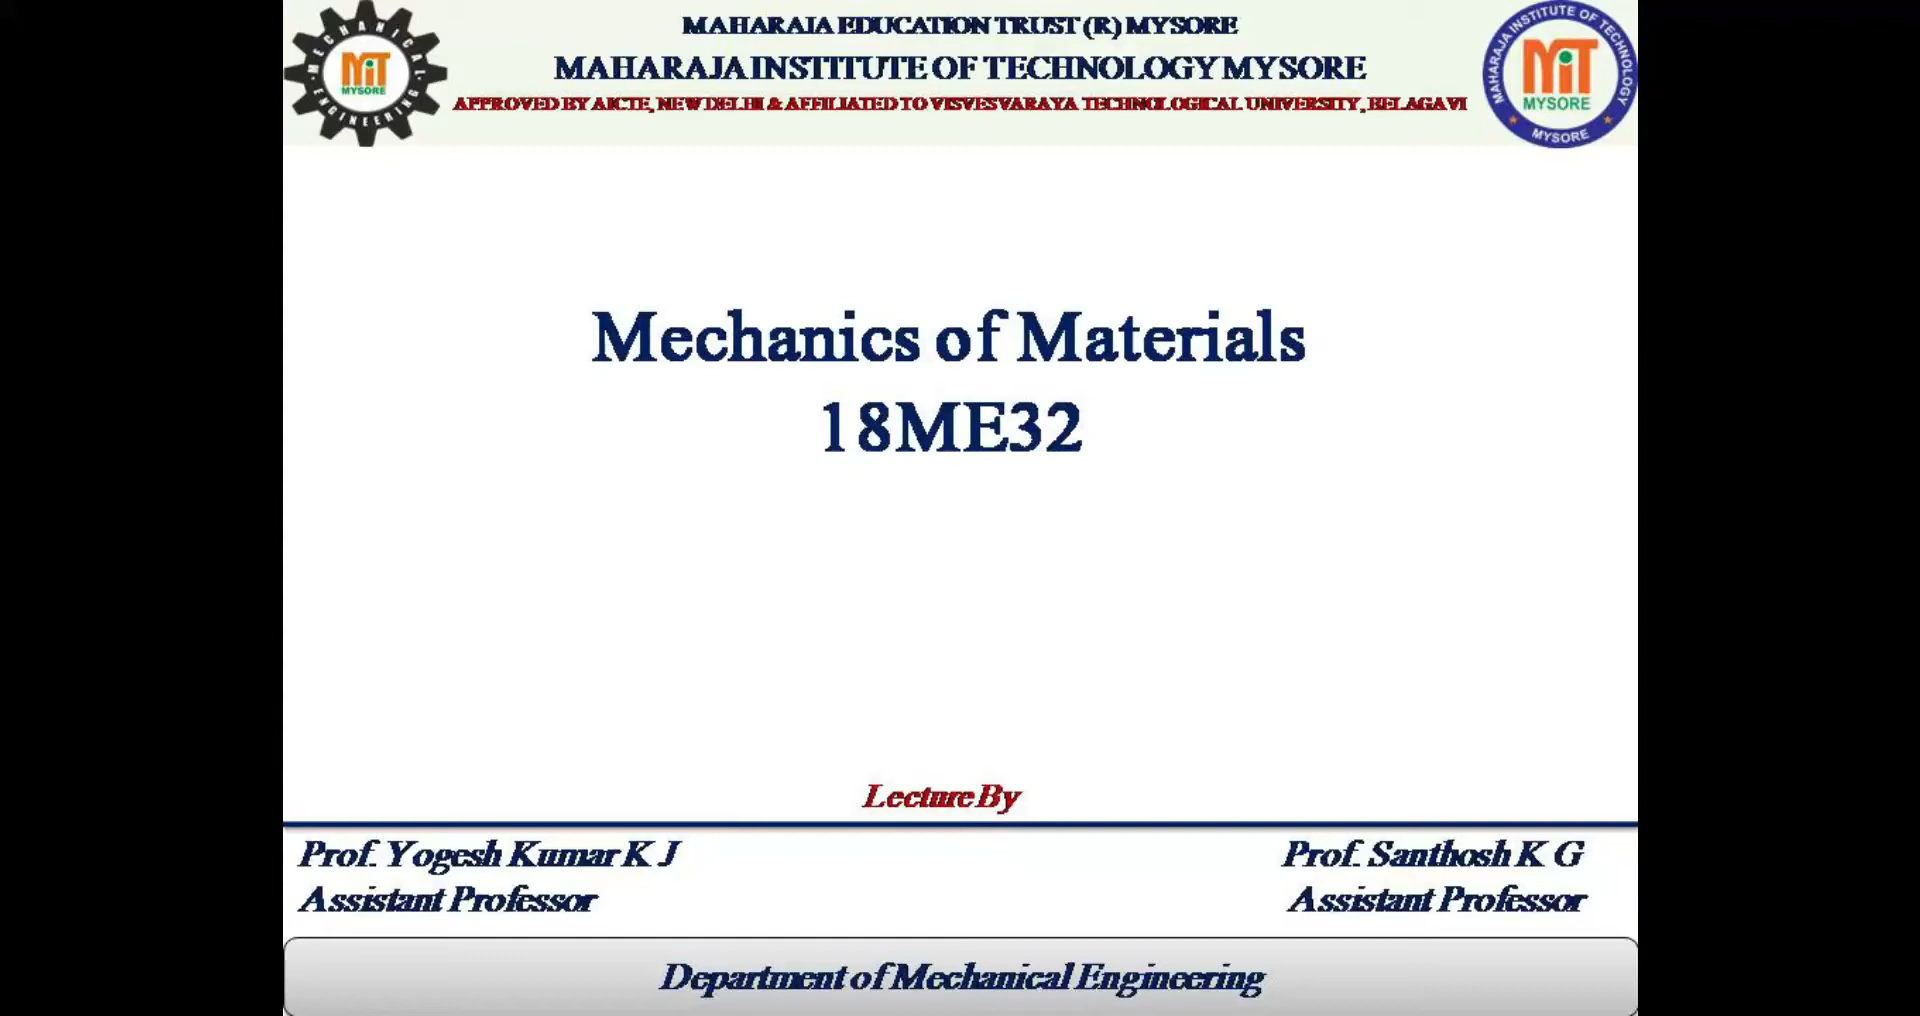 MAHARAJA EDUCATION TRUST (R) MYSORE
MAHARAJA INSTITUTE OF TECHNOLOGY MYSORE
APPROVED BY AICTE, NEW DELHI & AFFILIATED TO VISVESVARAYA TECHNOLOGICAL UNIVERSITY, BELAGAVI
MECHANICAL
MiT
MYSORE
ENGINEERING
MAHARAJA INSTITUTE OF TECHNOLOGY
MiT
MYSORE
MYSORE
Mechanics of Materials
18ME32
Lecture By
Prof. Yogesh Kumar K J
Assistant Professor
Prof. Santhosh K G
Assistant Professor
Department of Mechanical Engineering